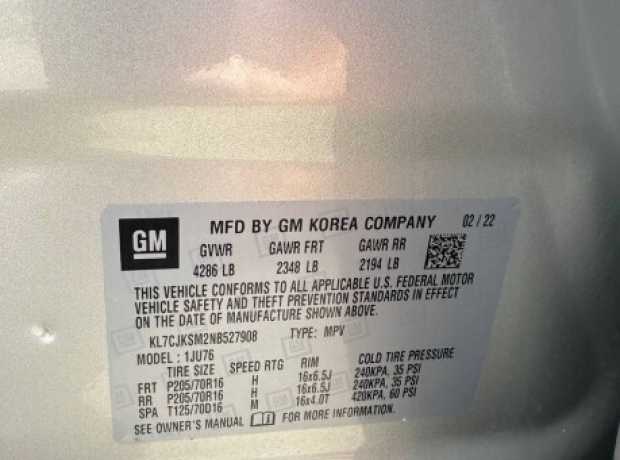 GM
MFD BY GM KOREA COMPANY 02 / 22
GVWR GAWR FRT GAWR RR
4286 LB 2348 LB 2194 LB
THIS VEHICLE CONFORMS TO ALL APPLICABLE U.S. FEDERAL MOTOR
VEHICLE SAFETY AND THEFT PREVENTION STANDARDS IN EFFECT
ON THE DATE OF MANUFACTURE SHOWN ABOVE.
KL7CJKSM2NB527908 TYPE: MPV
MODEL : 1JU76
TIRE SIZE SPEED RTG RIM COLD TIRE PRESSURE
FRT P205/70R16 H 16x6.5J 240KPA, 35 PSI
RR P205/70R16 H 16x6.5J 240KPA, 35 PSI
SPA T125/70D16 M 16x4.0T 420KPA, 60 PSI
SEE OWNER'S MANUAL FOR MORE INFORMATION.